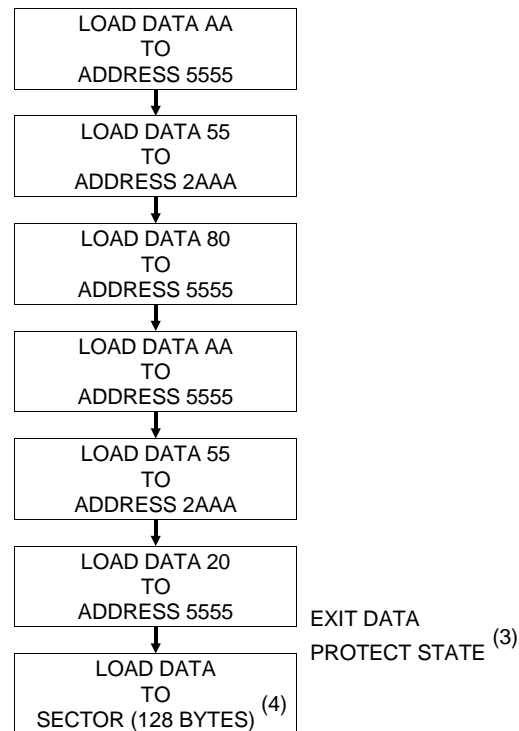 LOAD DATA AA
TO
ADDRESS 5555
LOAD DATA 55
TO
ADDRESS 2AAA
LOAD DATA 80
TO
ADDRESS 5555
LOAD DATA AA
TO
ADDRESS 5555
LOAD DATA 55
TO
ADDRESS 2AAA
LOAD DATA 20
TO
ADDRESS 5555
EXIT DATA
PROTECT STATE (3)
LOAD DATA
TO
SECTOR (128 BYTES) (4)